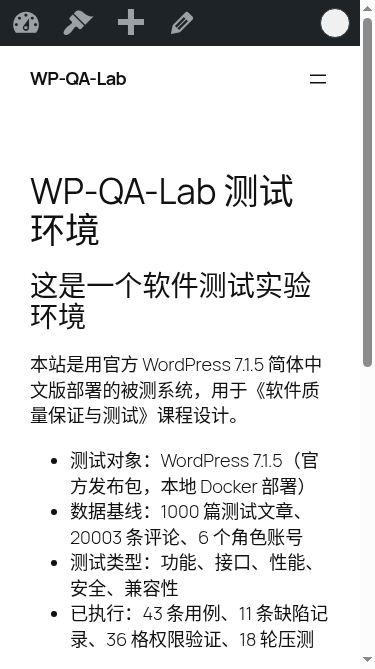 WP-QA-Lab
WP-QA-Lab 测试
环境
这是一个软件测试实验
环境
本站是用官方 WordPress 7.1.5 简体中
文版部署的被测系统，用于《软件质
量保证与测试》课程设计。
测试对象：WordPress 7.1.5（官
方发布包，本地 Docker 部署）
数据基线：1000 篇测试文章、
20003 条评论、6 个角色账号
测试类型：功能、接口、性能、
安全、兼容性
已执行：43 条用例、11 条缺陷记
录、36 格权限验证、18 轮压测